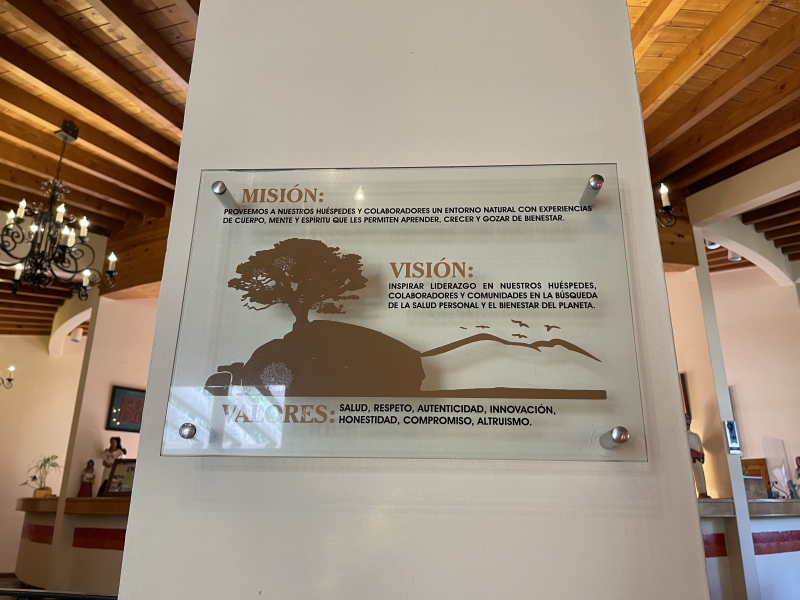 MISIÓN:
PROVEEMOS A NUESTROS HUÉSPEDES Y COLABORADORES UN ENTORNO NATURAL CON EXPERIENCIAS
DE CUERPO, MENTE Y ESPÍRITU QUE LES PERMITEN APRENDER, CRECER Y GOZAR DE BIENESTAR.
VISIÓN:
INSPIRAR LIDERAZGO EN NUESTROS HUÉSPEDES,
COLABORADORES Y COMUNIDADES EN LA BÚSQUEDA
DE LA SALUD PERSONAL Y EL BIENESTAR DEL PLANETA.
VALORES: SALUD, RESPETO, AUTENTICIDAD, INNOVACIÓN,
HONESTIDAD, COMPROMISO, ALTRUISMO.